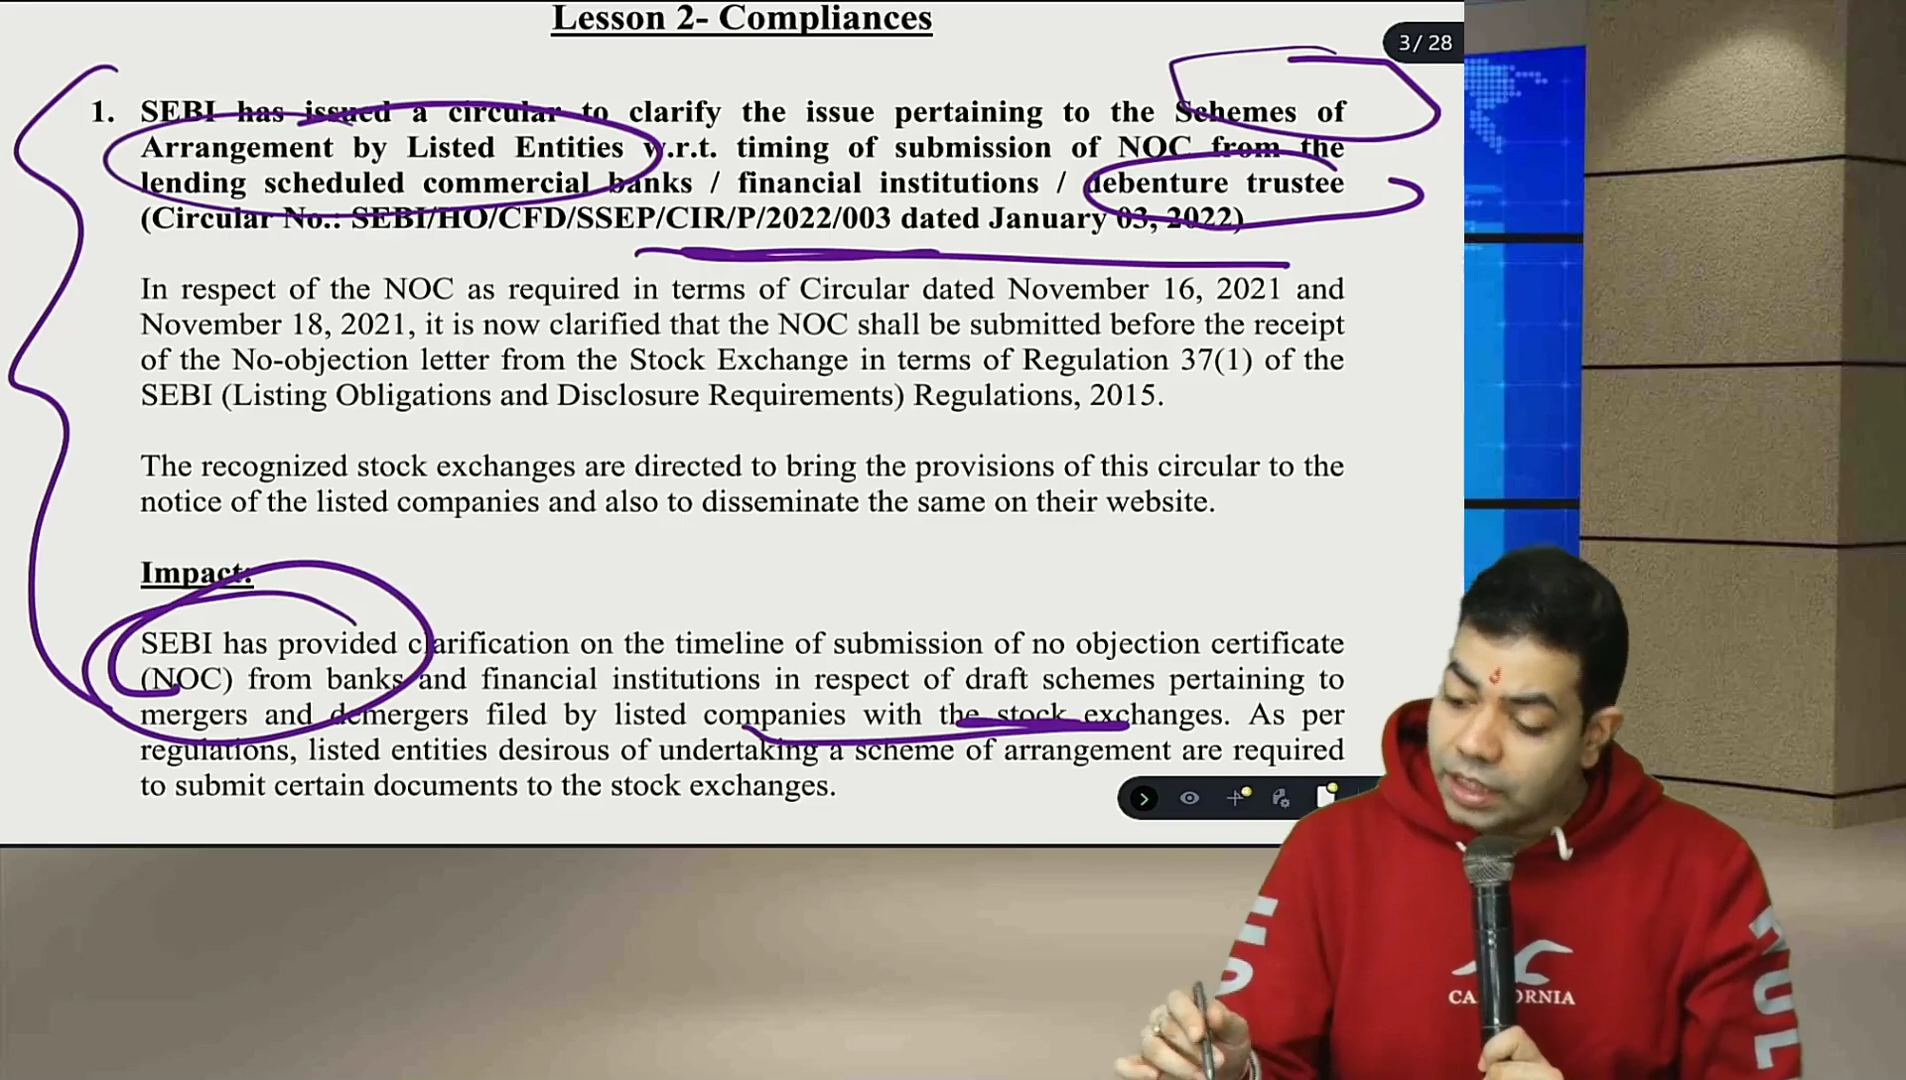 Lesson 2- Compliances
3/ 28
1. SEBI has issued a circular to clarify the issue pertaining to the Schemes of
Arrangement by Listed Entities w.r.t. timing of submission of NOC from the
lending scheduled commercial banks / financial institutions / debenture trustee
(Circular No.: SEBI/HO/CFD/SSEP/CIR/P/2022/003 dated January 03, 2022)
In respect of the NOC as required in terms of Circular dated November 16, 2021 and
November 18, 2021, it is now clarified that the NOC shall be submitted before the receipt
of the No-objection letter from the Stock Exchange in terms of Regulation 37(1) of the
SEBI (Listing Obligations and Disclosure Requirements) Regulations, 2015.
The recognized stock exchanges are directed to bring the provisions of this circular to the
notice of the listed companies and also to disseminate the same on their website.
Impact:
SEBI has provided clarification on the timeline of submission of no objection certificate
(NOC) from banks and financial institutions in respect of draft schemes pertaining to
mergers and demergers filed by listed companies with the stock exchanges. As per
regulations, listed entities desirous of undertaking a scheme of arrangement are required
to submit certain documents to the stock exchanges.